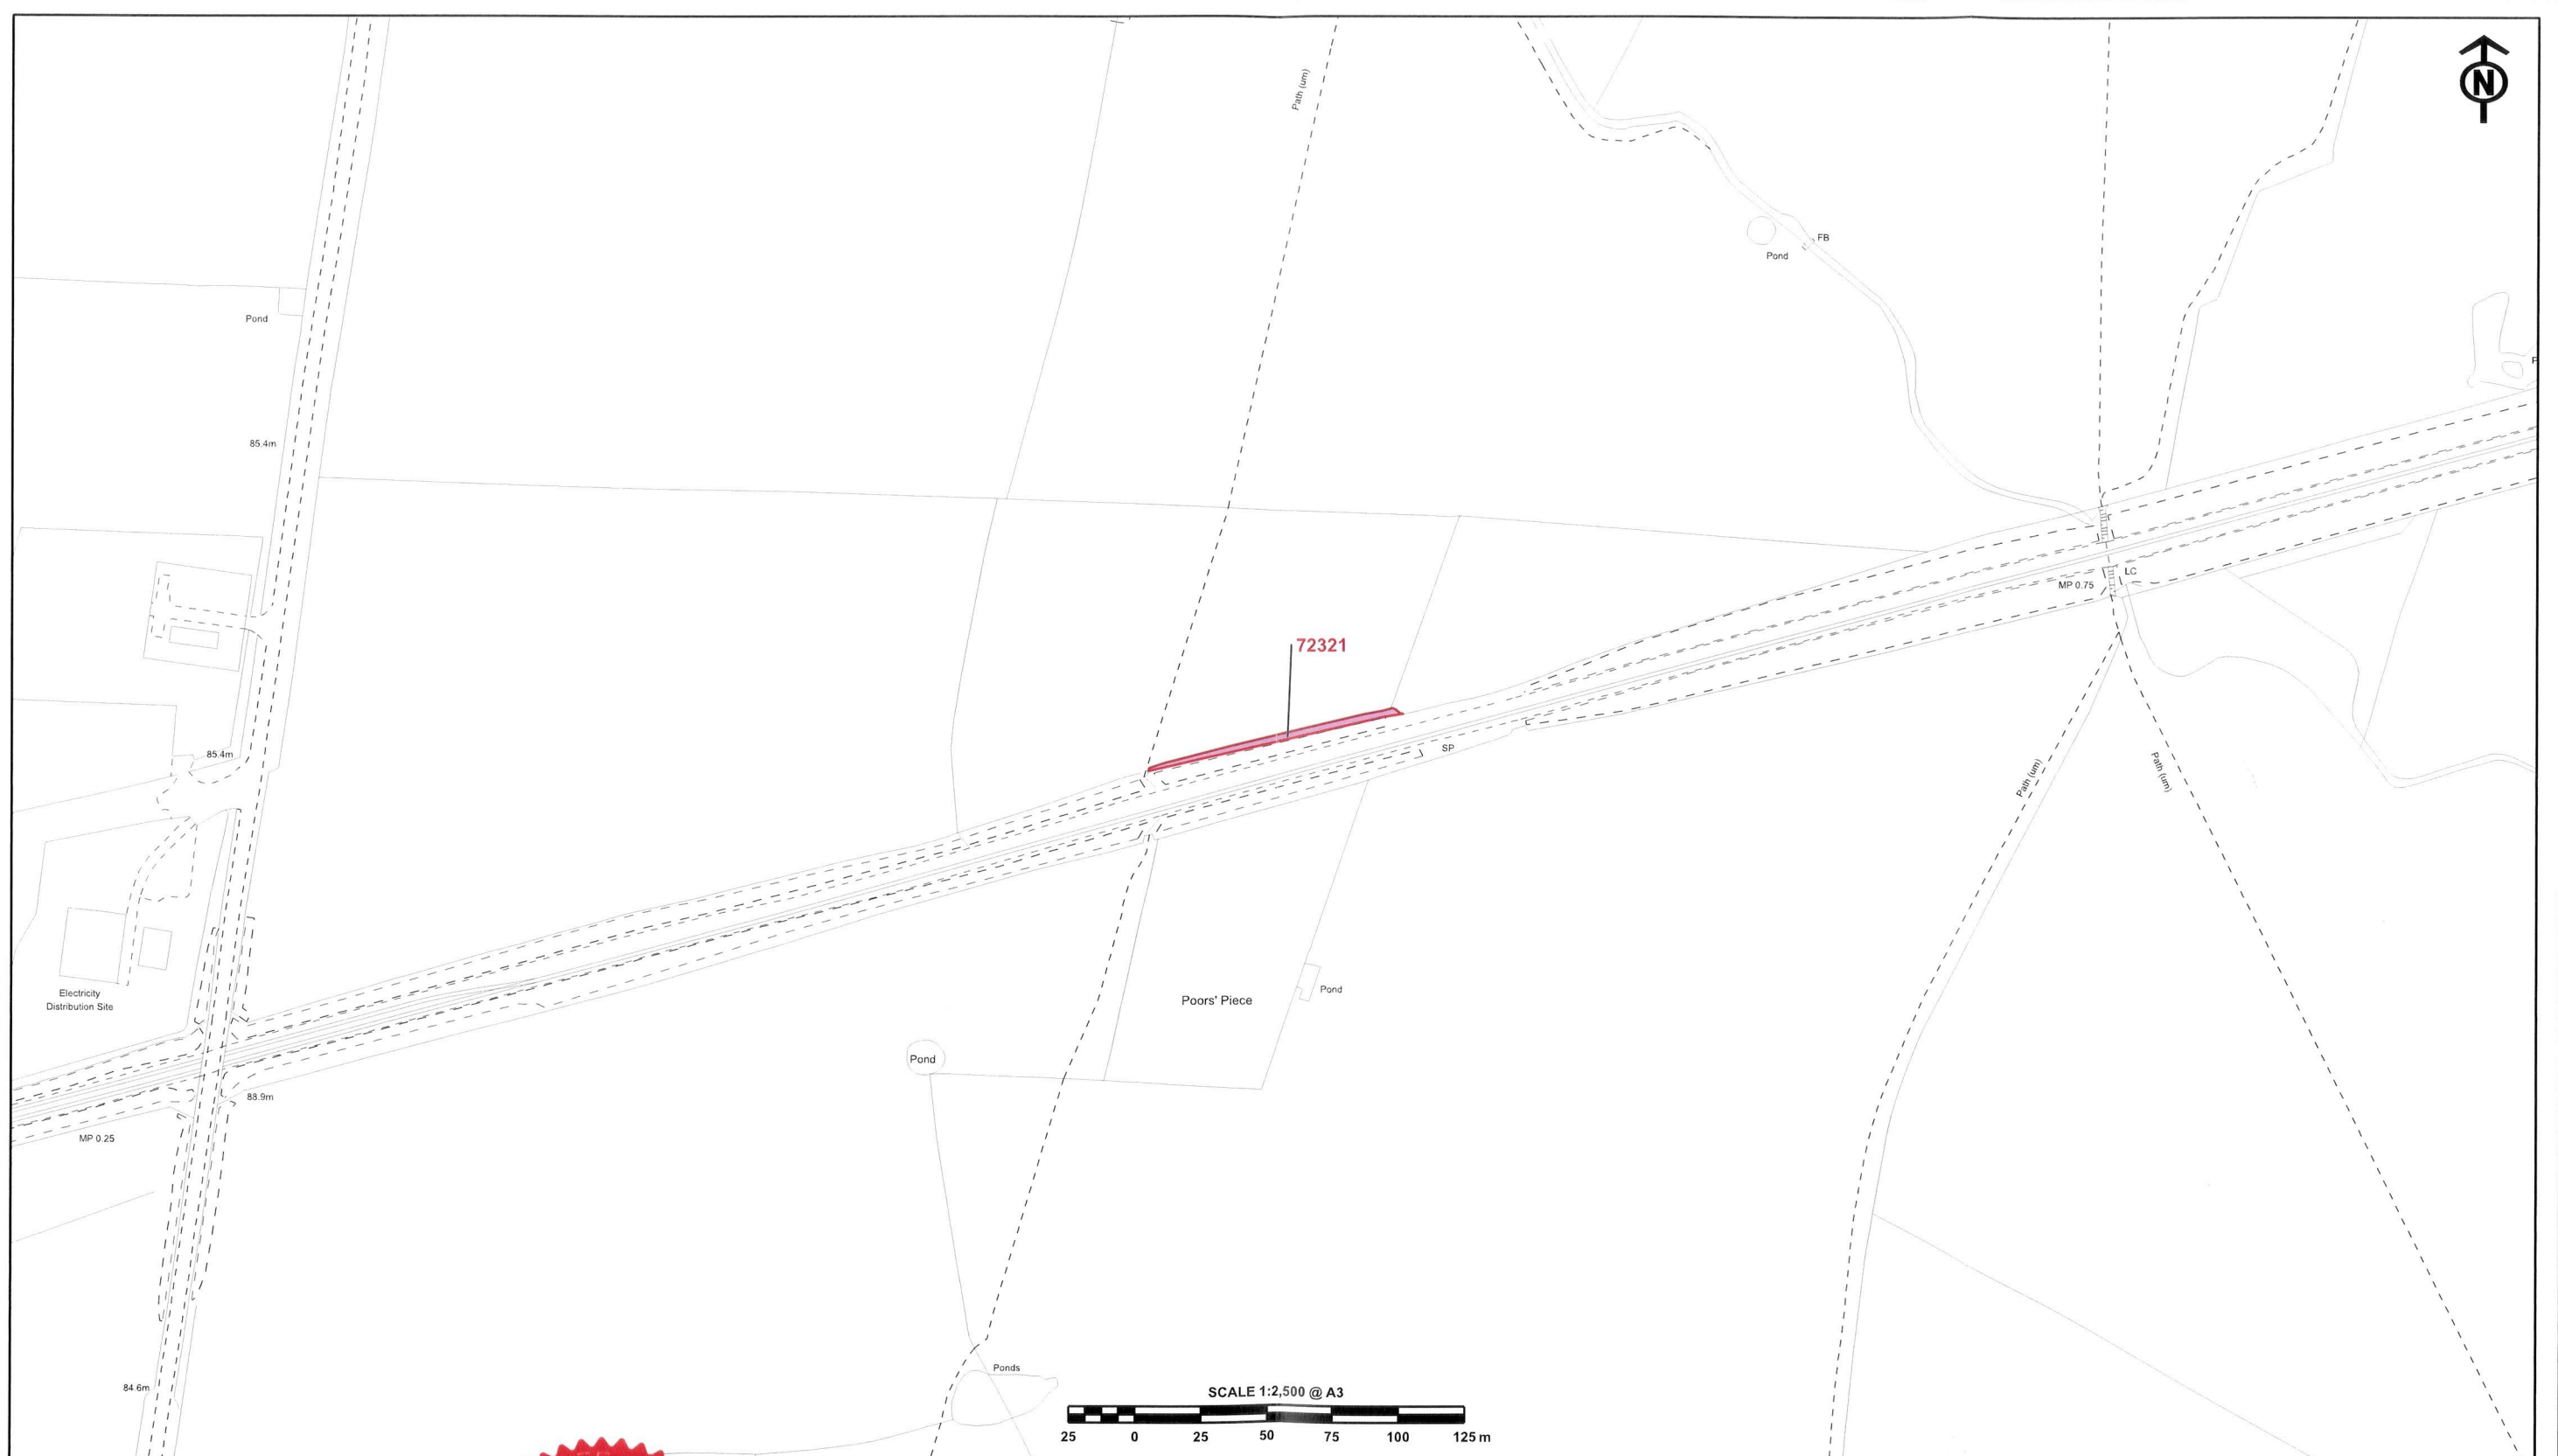 N
Path (um)
FB
Pond
Pond
85.4m
72321
LC
MP 0.75
SP
85.4m
Path (um)
Path (um)
Electricity
Distribution Site
Pond
Poors' Piece
Pond
88.9m
MP 0.25
Ponds
84.6m
SCALE 1:2,500 @ A3
25 0 25 50 75 100 125 m